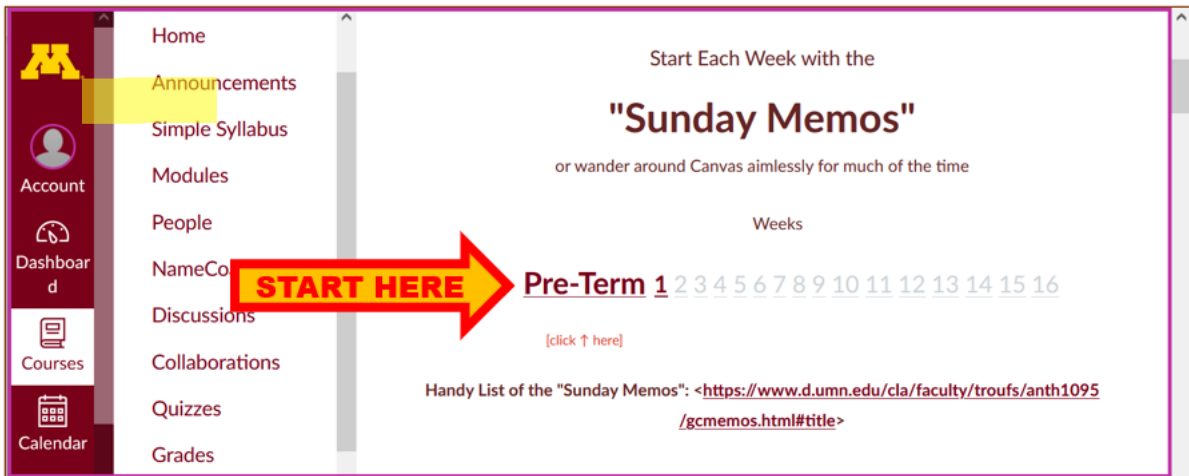 Account
Dashboar
d
Courses
Calendar
Home
Announcements
Simple Syllabus
Modules
People
NameCo
Discussions
Collaborations
Quizzes
Grades
Start Each Week with the
"Sunday Memos"
or wander around Canvas aimlessly for much of the time
Weeks
START HERE
Pre-Term 1 2 3 4 5 6 7 8 9 10 11 12 13 14 15 16
[click ↑ here]
Handy List of the "Sunday Memos": <https://www.d.umn.edu/cla/faculty/troufs/anth1095
/gcmemos.html#title>